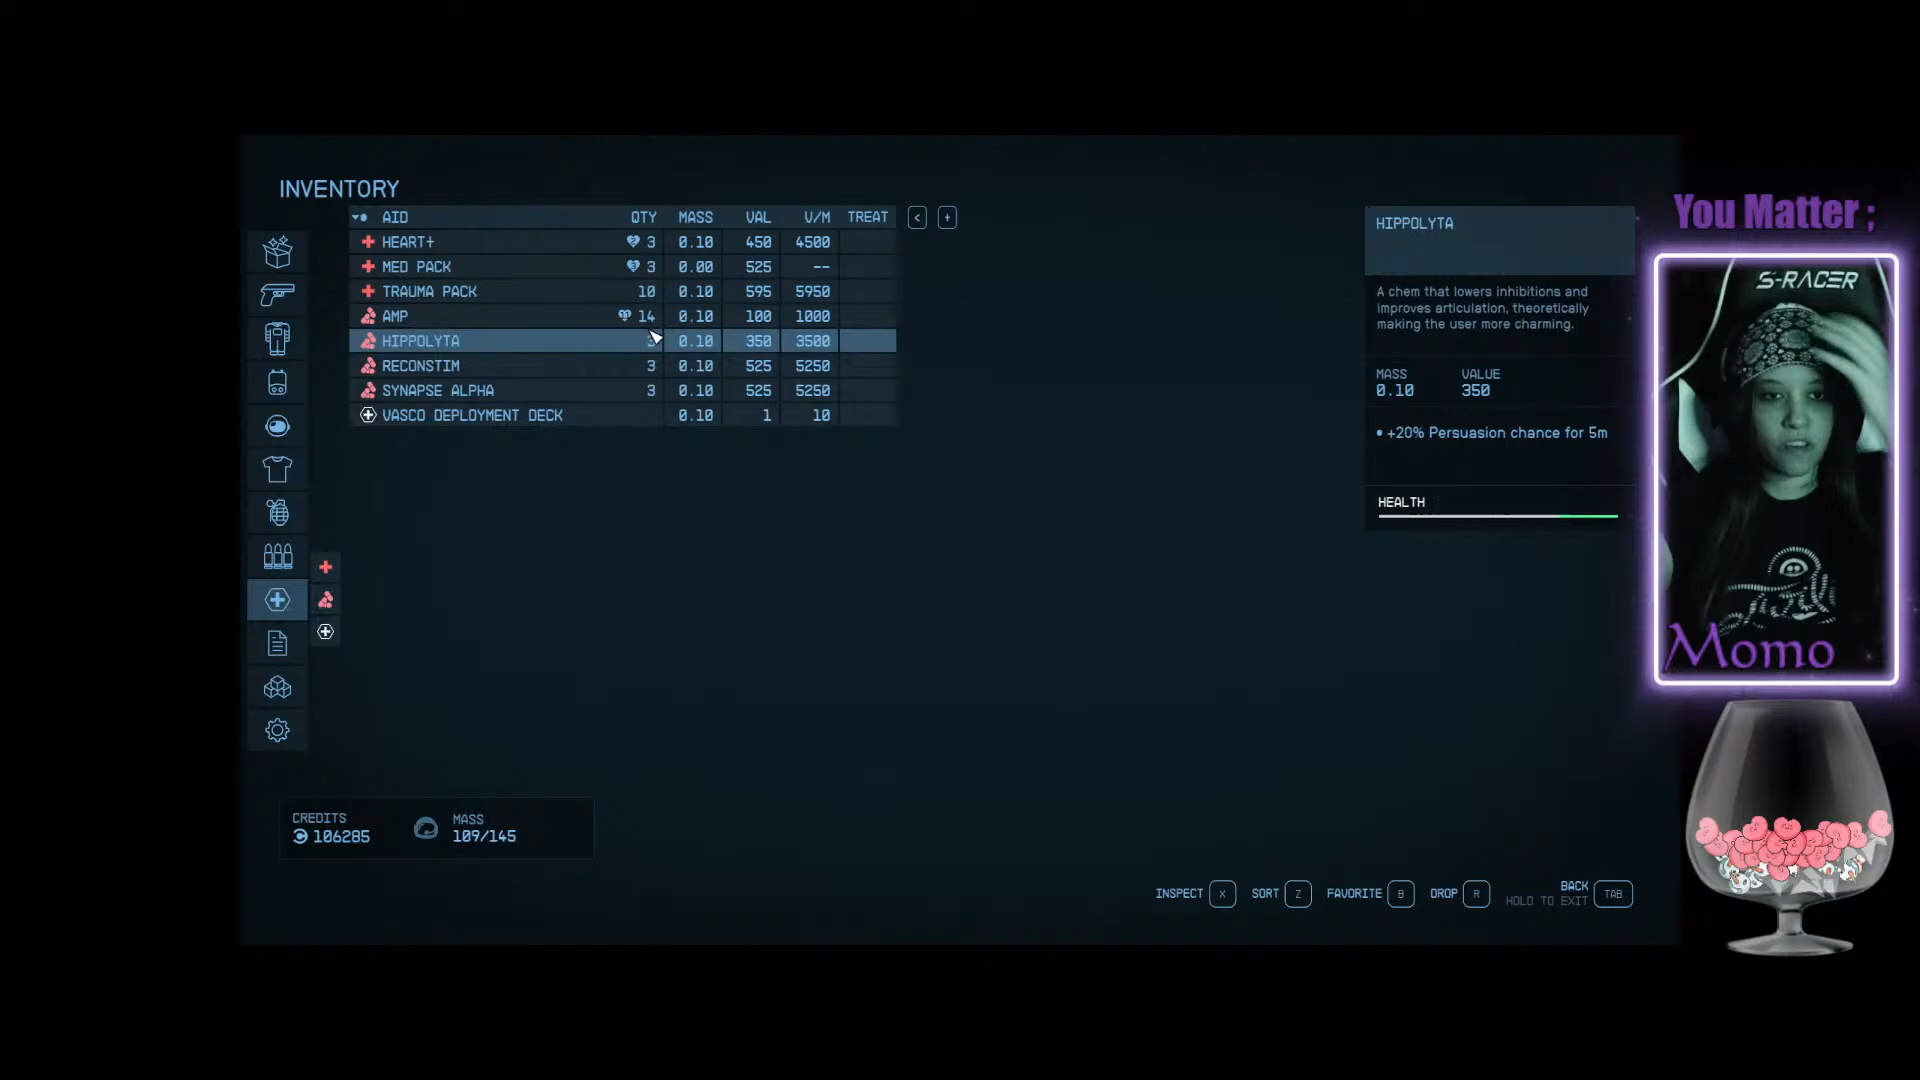 You Matter ;
INVENTORY
AID QTY MASS VAL V/M TREAT < +
HEART+ 2 3 0.10 450 4500
MED PACK 3 3 0.00 525 --
TRAUMA PACK 10 0.10 595 5950
AMP 1 14 0.10 100 1000
HIPPOLYTA 0.10 350 3500
RECONSTIM 3 0.10 525 5250
SYNAPSE ALPHA 3 0.10 525 5250
VASCO DEPLOYMENT DECK 0.10 1 10
HIPPOLYTA
A chem that lowers inhibitions and
improves articulation, theoretically
making the user more charming.
MASS VALUE
0.10 350
• +20% Persuasion chance for 5m
HEALTH
S-RACER
Momo
CREDITS MASS
106285 109/145
INSPECT X SORT Z FAVORITE B DROP R BACK TAB
HOLD TO EXIT